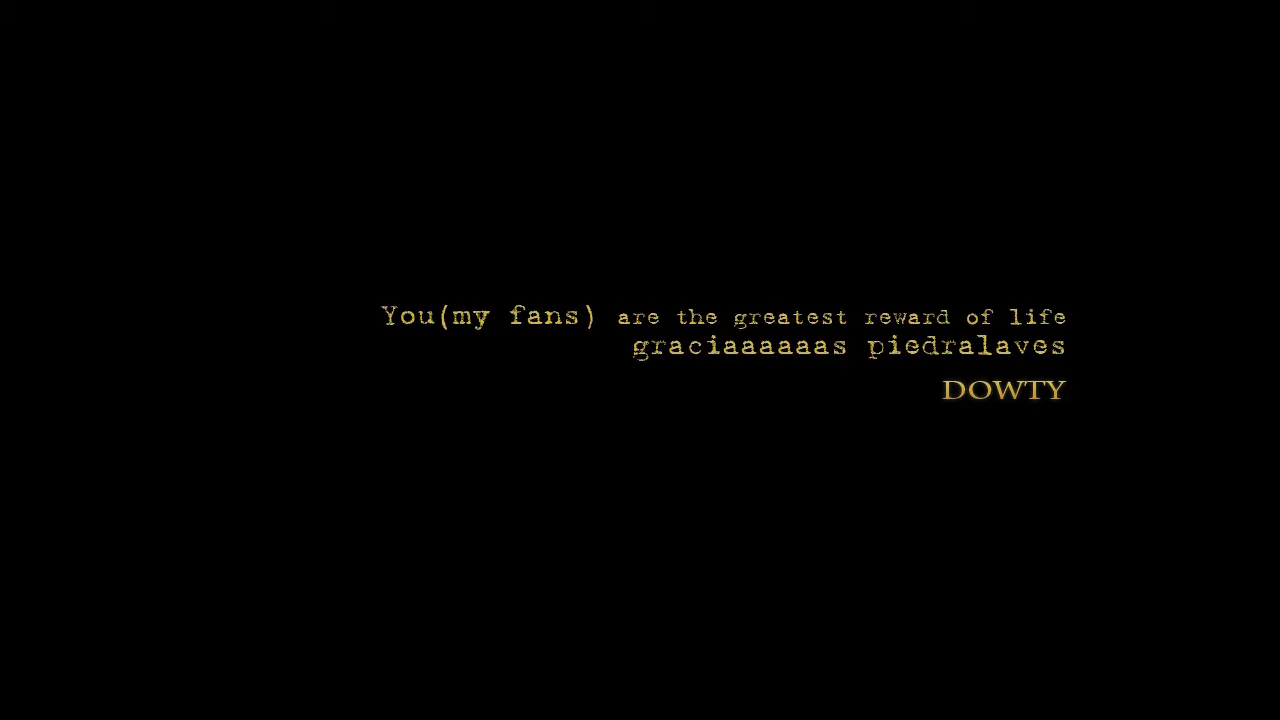 You(my fans) are the greatest reward of life
graciaaaaaas piedralaves
DOWTY